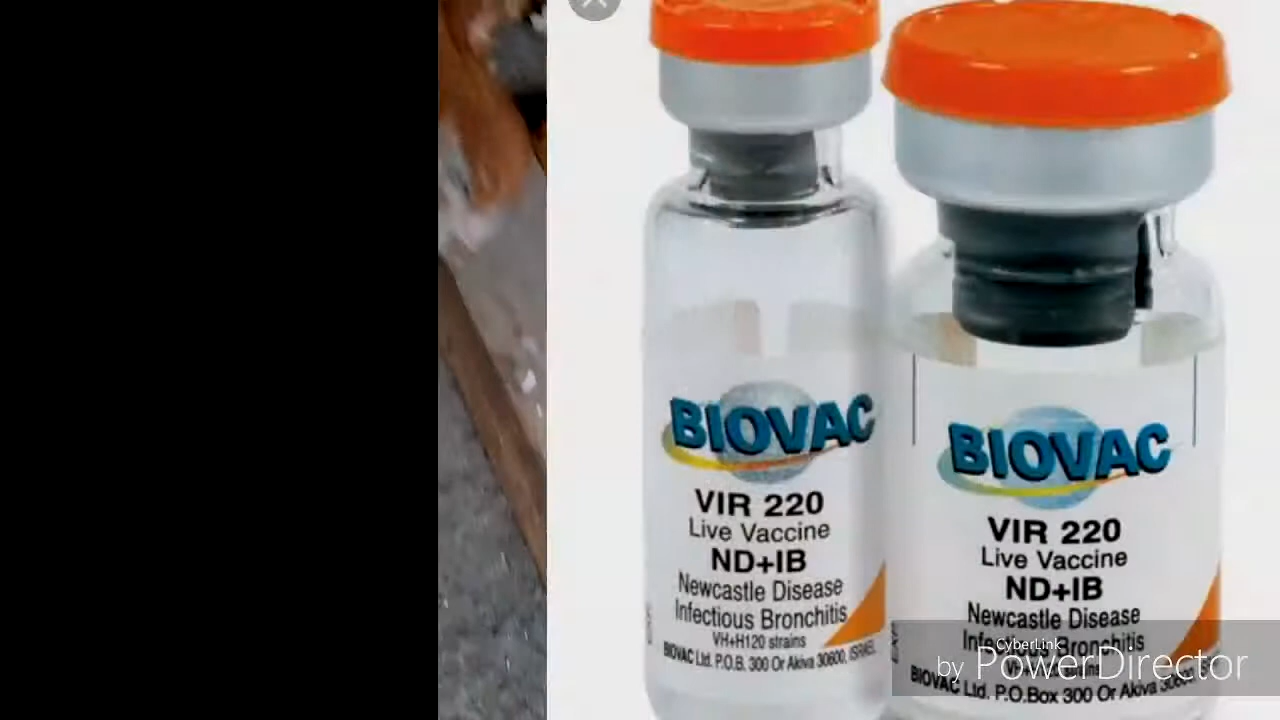 BIOVAC
VIR 220
Live Vaccine
ND+IB
Newcastle Disease
Infectious Bronchitis
VH+H120 strains
BIOVAC Ltd. P.O.B. 300 Or Akiva 30600, ISRAEL
BIOVAC
VIR 220
Live Vaccine
ND+IB
Newcastle Disease
Infectious Bronchitis
BIOVAC Ltd. P.O.Box 300 Or Akiva
CyberLink
by PowerDirector